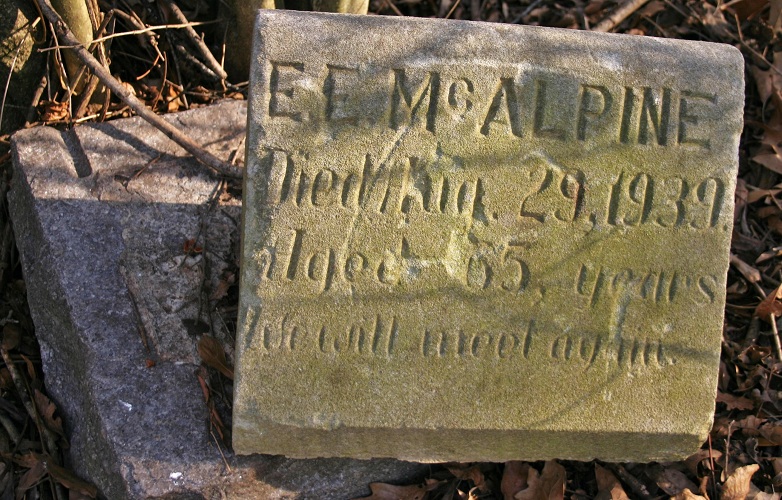 E.E. McALPINE
Died Aug. 29, 1939.
Aged 65, years
We will meet again.